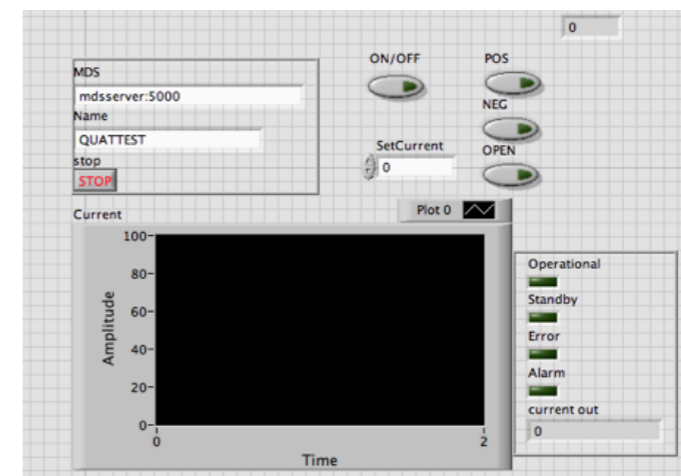 0
ON/OFF
POS
MDS
mdsserver:5000
NEG
Name
QUATTEST
SetCurrent
OPEN
stop
0
STOP
Current
Plot 0
100
80
60
40
20
0
Amplitude
0
2
Time
Operational
Standby
Error
Alarm
current out
0